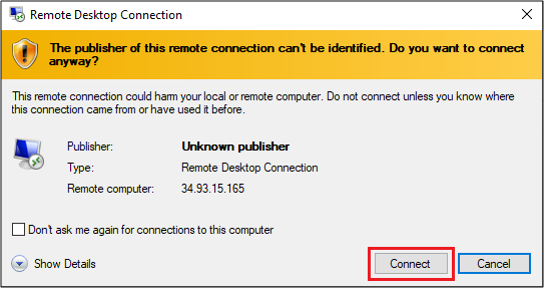 Remote Desktop Connection
The publisher of this remote connection can't be identified. Do you want to connect
anyway?
This remote connection could harm your local or remote computer. Do not connect unless you know where
this connection came from or have used it before.
Publisher: Unknown publisher
Type: Remote Desktop Connection
Remote computer: 34.93.15.165
Don't ask me again for connections to this computer
Show Details Connect Cancel